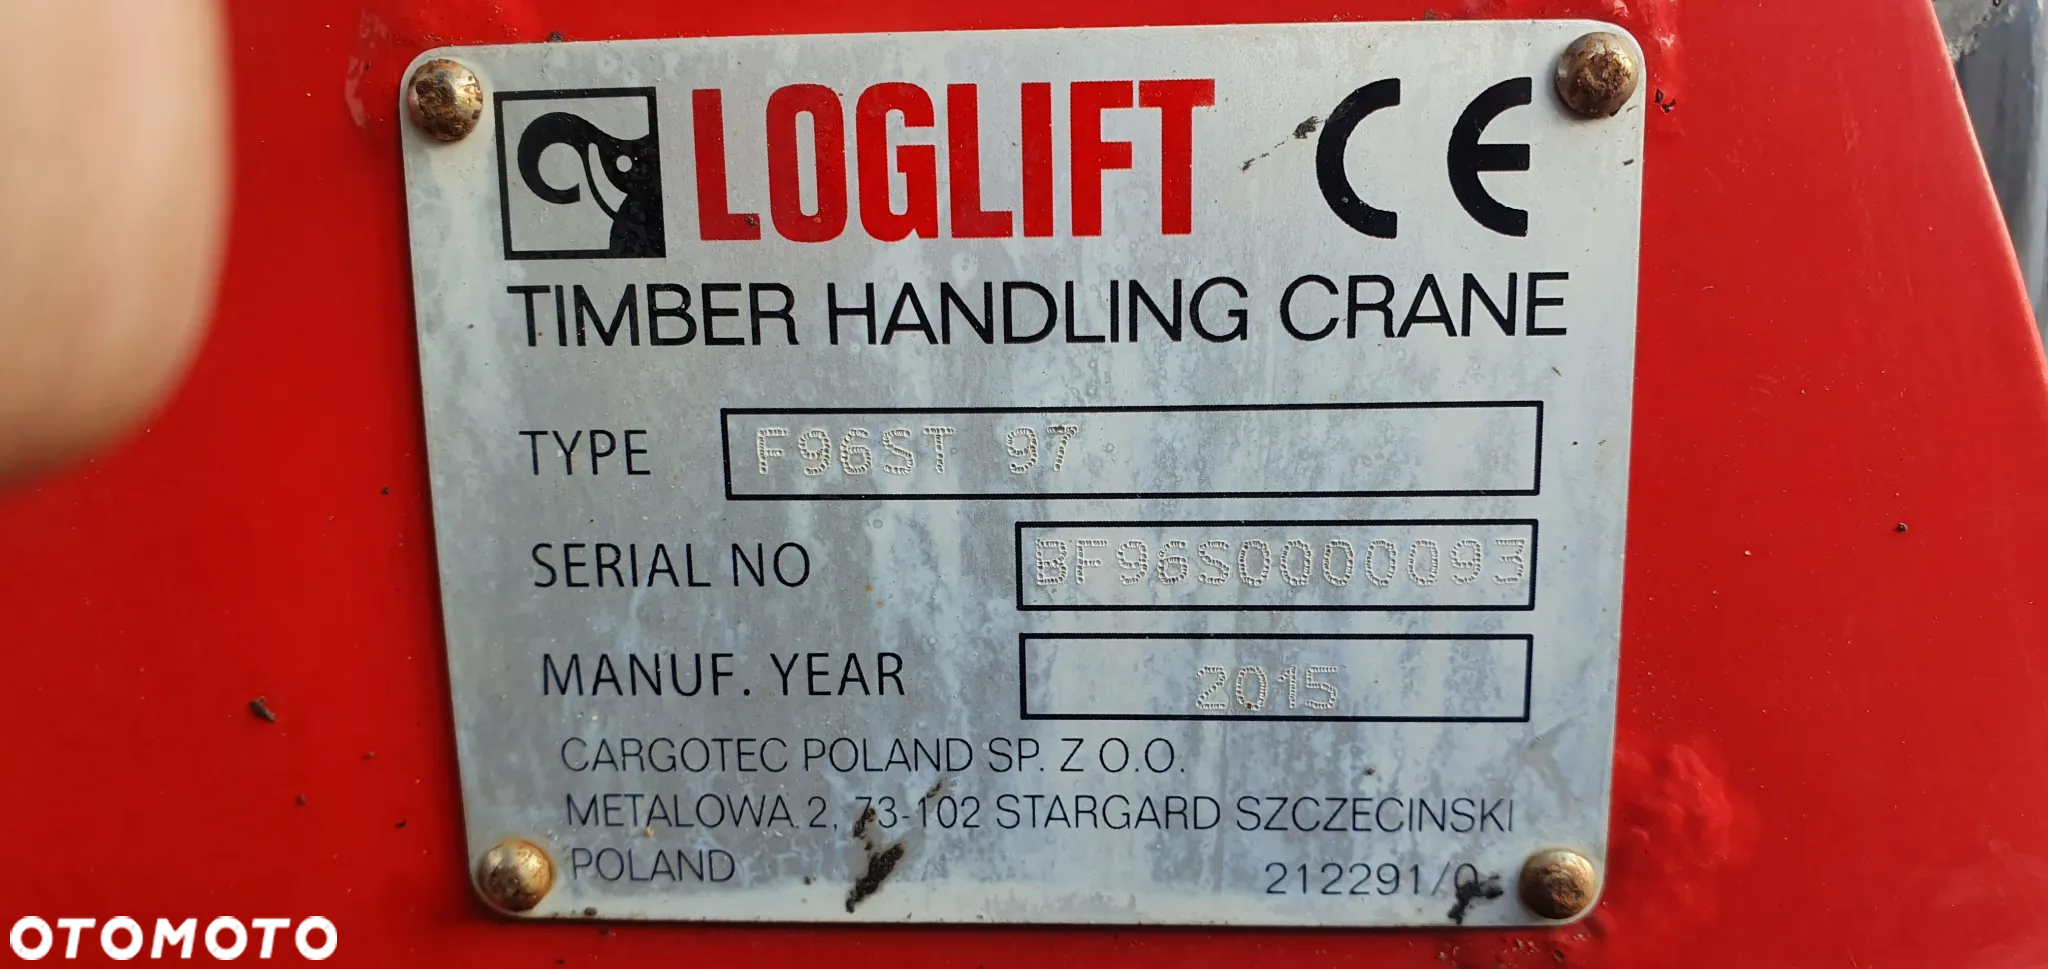 LOGLIFT CE
TIMBER HANDLING CRANE
TYPE F96ST 97
SERIAL NO BF96S0000093
MANUF. YEAR 2015
CARGOTEC POLAND SP. Z O.O.
METALOWA 2, 73-102 STARGARD SZCZECINSKI
POLAND 212291/0
OTOMOTO